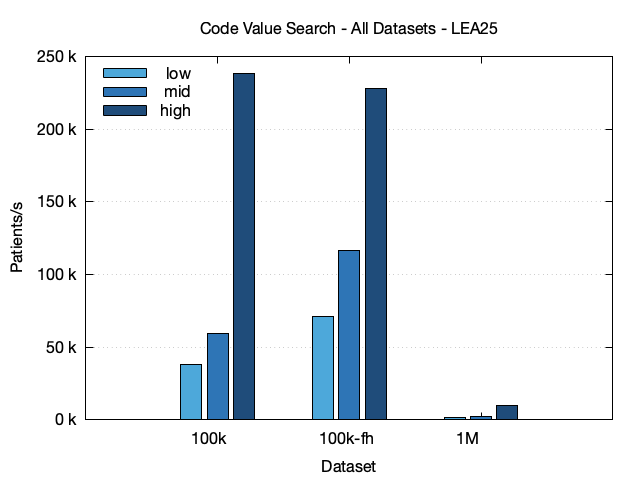 Code Value Search - All Datasets - LEA25
250 k
200 k
150 k
100 k
50 k
0 k
Patients/s
low
mid
high
100k
100k-fh
1M
Dataset